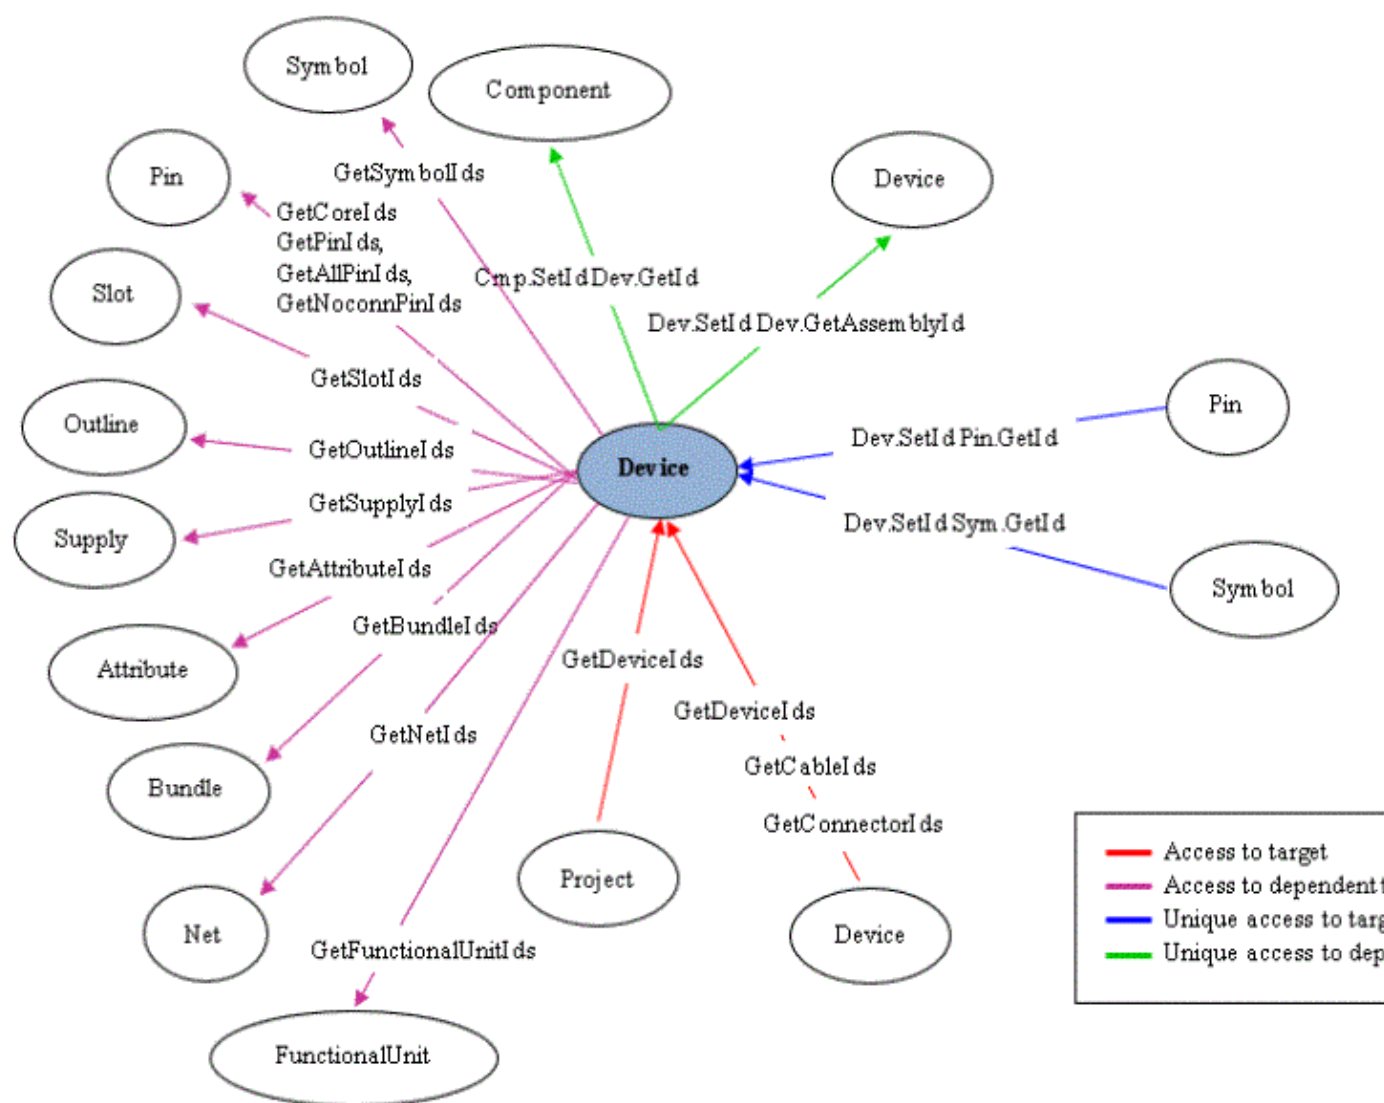 Symbol
Component
Pin
Device
GetSymbolIds
GetCoreIds
GetPinIds,
GetAllPinIds,
GetNoconnPinIds
Slot
Cmp.SetId Dev.GetId
Dev.SetId Dev.GetAssemblyId
GetSlotIds
Outline
Pin
GetOutlineIds
Device
Dev.SetId Pin.GetId
GetSupplyIds
Dev.SetId Sym.GetId
Supply
GetAttributeIds
Symbol
GetBundleIds
Attribute
GetDeviceIds
GetDeviceIds
GetNetIds
GetCableIds
Bundle
GetConnectorIds
Access to target
Project
Access to dependent
Net
Device
Unique access to targ
GetFunctionalUnitIds
Unique access to dep
FunctionalUnit